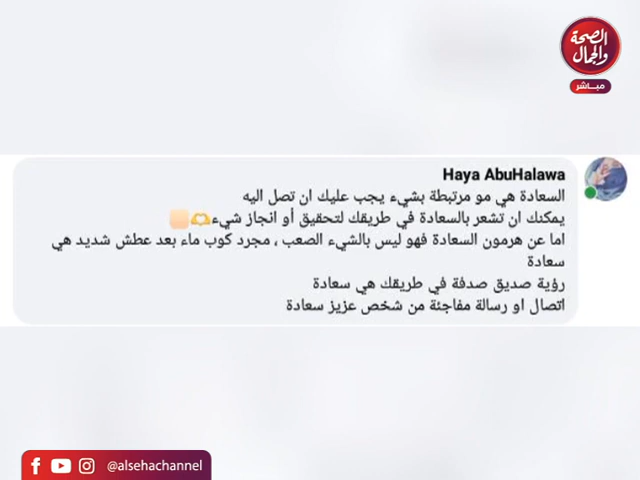 الصحة
والجمال
مباشر
Haya AbuHalawa
السعادة هي مو مرتبطة بشيء يجب عليك ان تصل اليه
يمكنك ان تشعر بالسعادة في طريقك لتحقيق أو انجاز شيء🫶🏻
اما عن هرمون السعادة فهو ليس بالشيء الصعب ، مجرد كوب ماء بعد عطش شديد هي
سعادة
رؤية صديق صدفة في طريقك هي سعادة
اتصال او رسالة مفاجئة من شخص عزيز سعادة
@alsehachannel